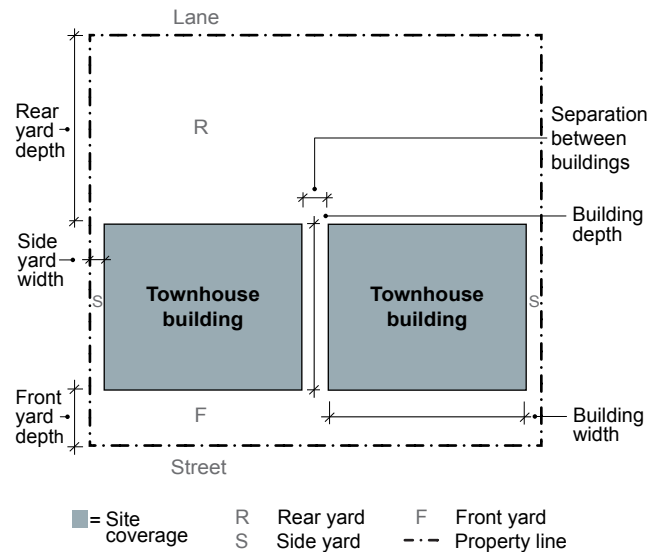 Lane
Rear
yard
depth
R
Separation
between
buildings
Building
depth
Side
yard
width
S
Townhouse
building
Townhouse
building
S
Front
yard
depth
F
Building
width
Street
= Site
coverage
R Rear yard
S Side yard
F Front yard
Property line